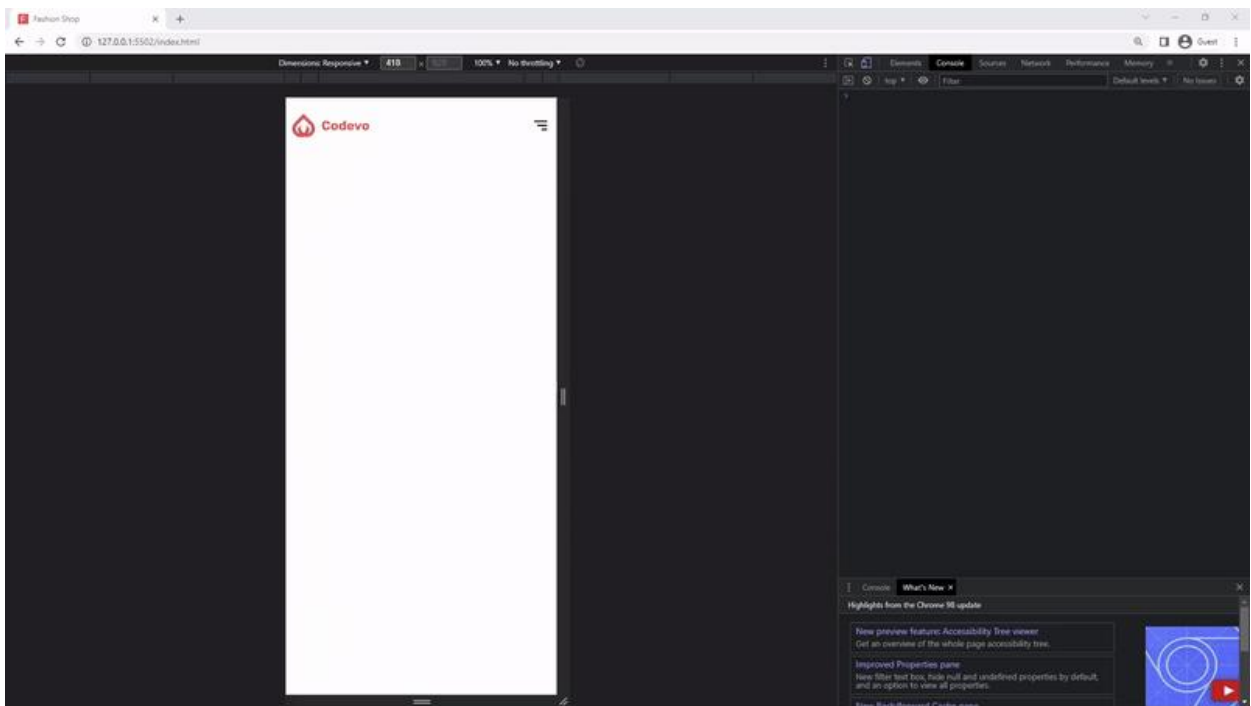 Fashion Shop
127.0.0.1:5502/index.html
Guest
Dimensions: Responsive 410 × 100% No throttling
Elements Console Sources Network Performance Memory
top Filter Default levels No Issues
Codevo
Console What's New
Highlights from the Chrome 98 update
New preview feature: Accessibility Tree viewer
Get an overview of the whole page accessibility tree.
Improved Properties pane
New filter text box, hide null and undefined properties by default,
and an option to view all properties.